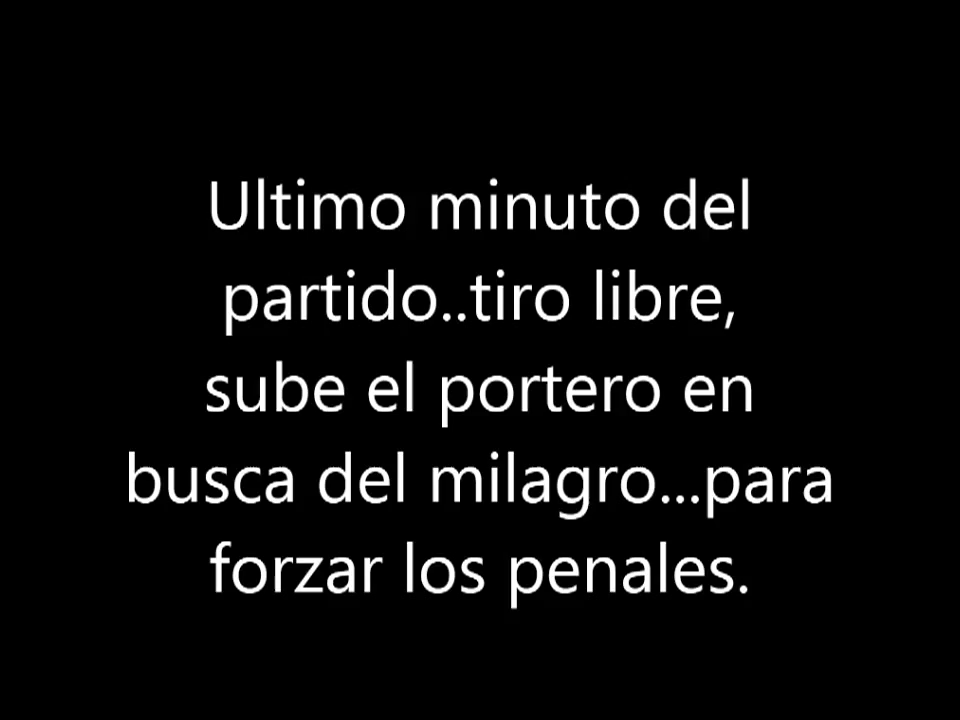 Ultimo minuto del
partido..tiro libre,
sube el portero en
busca del milagro...para
forzar los penales.